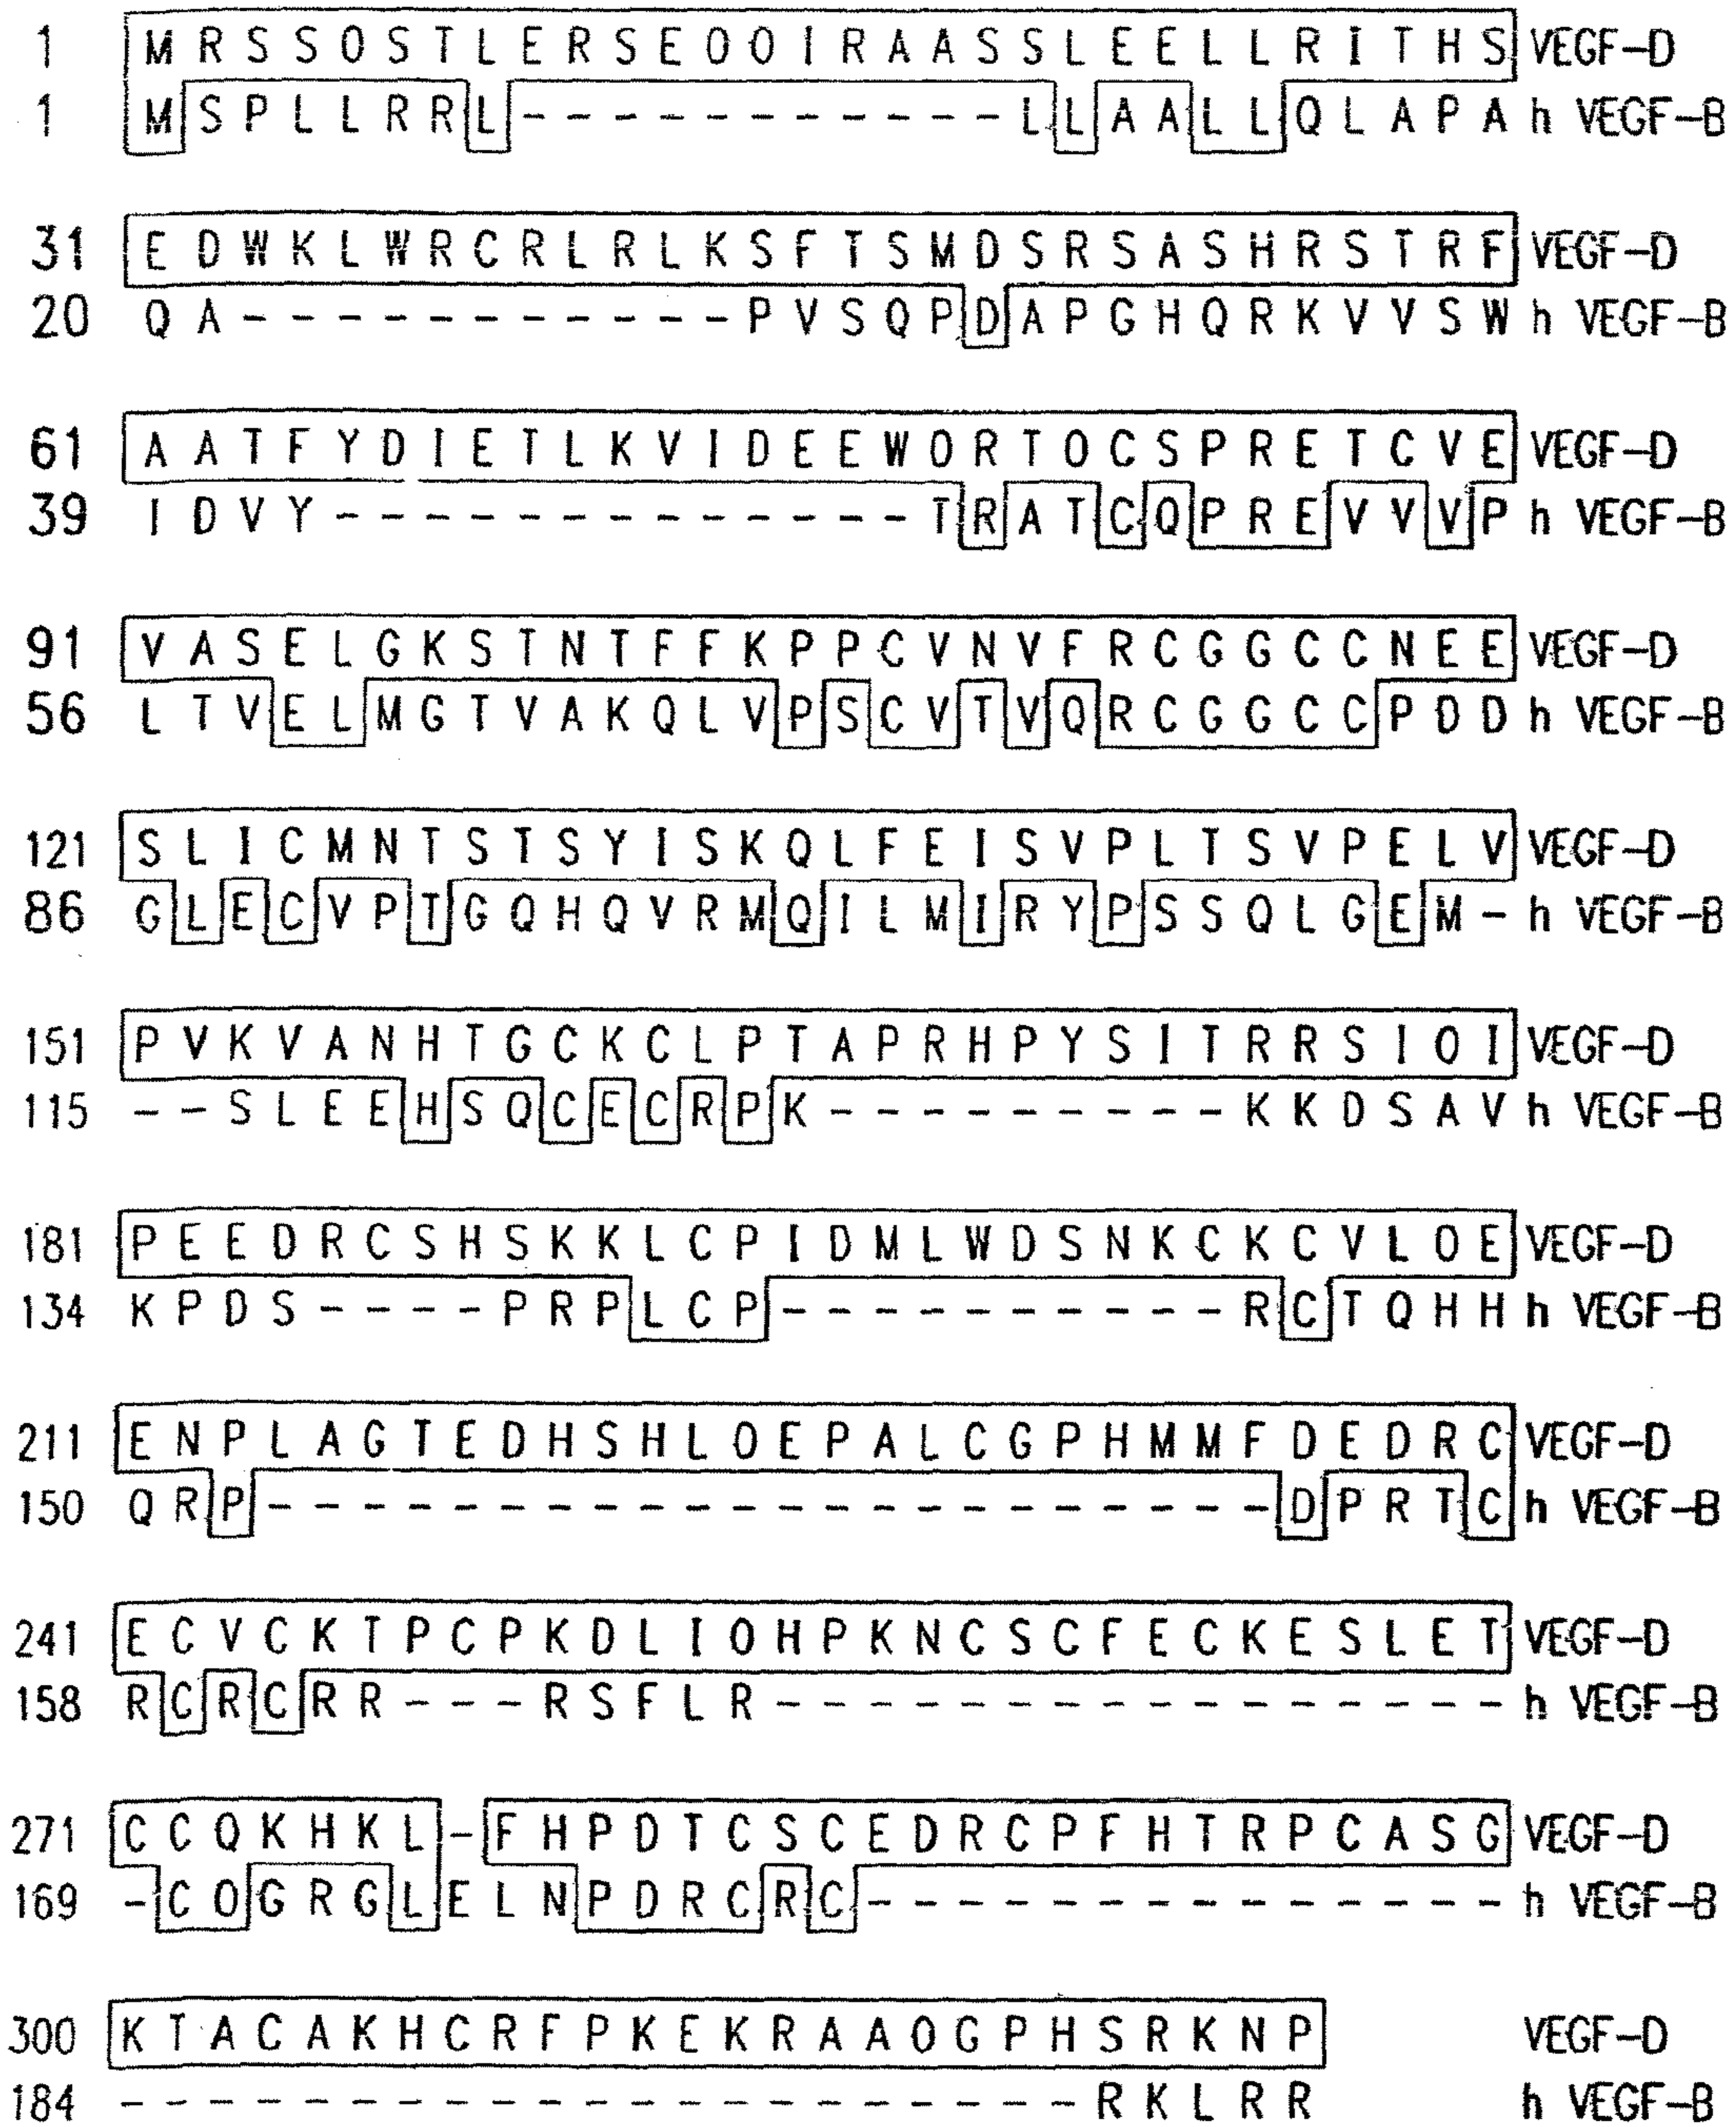 1 M R S S O S T L E R S E O O I R A A S S L E E L L R I T H S VEGF-D
1 M S P L L R R L - - - - - - - - - - - L L A A L L Q L A P A h VEGF-B
31 E D W K L W R C R L R L K S F T S M D S R S A S H R S T R F VEGF-D
20 Q A - - - - - - - - - - - P V S Q P D A P G H Q R K V V S W h VEGF-B
61 A A T F Y D I E T L K V I D E E W O R T O C S P R E T C V E VEGF-D
39 I D V Y - - - - - - - - - - - - - T R A T C Q P R E V V V P h VEGF-B
91 V A S E L G K S T N T F F K P P C V N V F R C G G C C N E E VEGF-D
56 L T V E L M G T V A K Q L V P S C V T V Q R C G G C C P D D h VEGF-B
121 S L I C M N T S T S Y I S K Q L F E I S V P L T S V P E L V VEGF-D
86 G L E C V P T G Q H Q V R M Q I L M I R Y P S S Q L G E M - h VEGF-B
151 P V K V A N H T G C K C L P T A P R H P Y S I T R R S I O I VEGF-D
115 - - S L E E H S Q C E C R P K - - - - - - - - - K K D S A V h VEGF-B
181 P E E D R C S H S K K L C P I D M L W D S N K C K C V L O E VEGF-D
134 K P D S - - - - P R P L C P - - - - - - - - - - R C T Q H H h VEGF-B
211 E N P L A G T E D H S H L O E P A L C G P H M M F D E D R C VEGF-D
150 Q R P - - - - - - - - - - - - - - - - - - - - - - D P R T C h VEGF-B
241 E C V C K T P C P K D L I O H P K N C S C F E C K E S L E T VEGF-D
158 R C R C R R - - - R S F L R - - - - - - - - - - - - - - - - h VEGF-B
271 C C Q K H K L - F H P D T C S C E D R C P F H T R P C A S G VEGF-D
169 - C O G R G L E L N P D R C R C - - - - - - - - - - - - - - h VEGF-B
300 K T A C A K H C R F P K E K R A A O G P H S R K N P VEGF-D
184 - - - - - - - - - - - - - - - - - - - - - R K L R R h VEGF-B